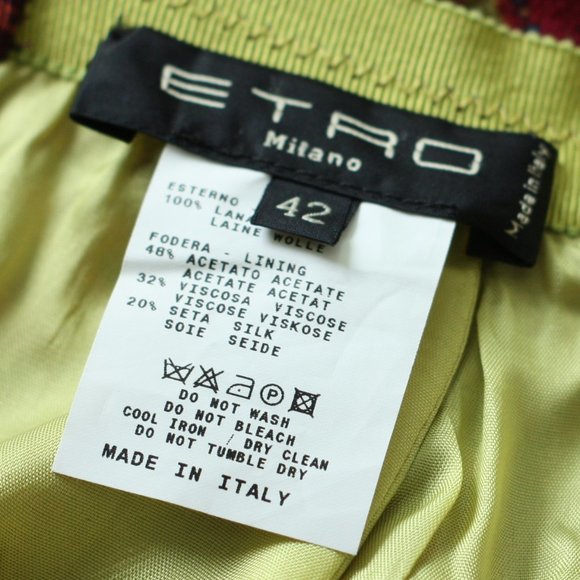 ETRO
Milano
Made in Italy
42
ESTERNO
100% LANA
LAINE WOLLE
FODERA - LINING
48% ACETATO ACETATE
ACETATE ACETAT
32% VISCOSA VISCOSE
VISCOSE VISKOSE
20% SETA SILK
SOIE SEIDE
DO NOT WASH
DO NOT BLEACH
COOL IRON / DRY CLEAN
DO NOT TUMBLE DRY
MADE IN ITALY